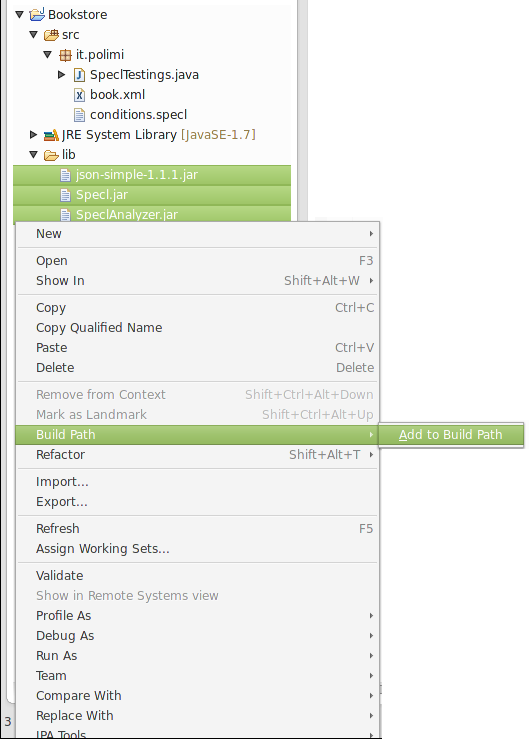 Bookstore
src
it.polimi
SpeclTestings.java
book.xml
conditions.specl
JRE System Library [JavaSE-1.7]
lib
json-simple-1.1.1.jar
Specl.jar
SpeclAnalyzer.jar
New
Open F3
Show In Shift+Alt+W
Copy Ctrl+C
Copy Qualified Name
Paste Ctrl+V
Delete Delete
Remove from Context Shift+Ctrl+Alt+Down
Mark as Landmark Shift+Ctrl+Alt+Up
Build Path Add to Build Path
Refactor Shift+Alt+T
Import...
Export...
Refresh F5
Assign Working Sets...
Validate
Show in Remote Systems view
Profile As
Debug As
Run As
Team
Compare With
3 Replace With
IPA Tools